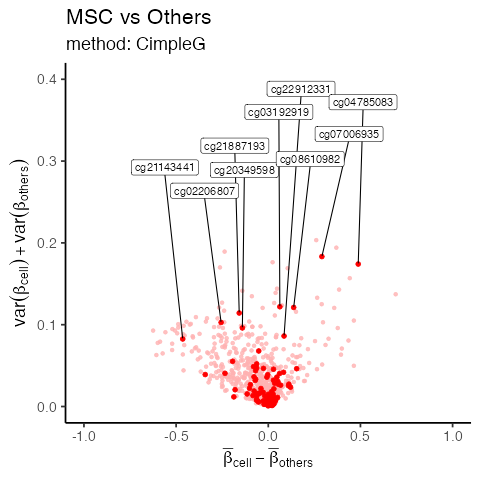 MSC vs Others
method: CimpleG
var(βcell) + var(βothers)
0.4
0.3
0.2
0.1
0.0
cg22912331
cg04785083
cg03192919
cg07006935
cg21887193
cg08610982
cg21143441
cg20349598
cg02206807
-1.0 -0.5 0.0 0.5 1.0
β̅cell − β̅others